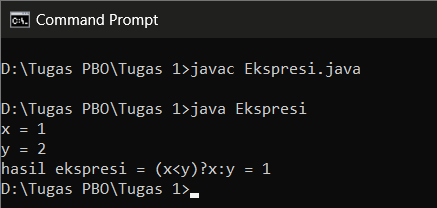 Command Prompt
D:\Tugas PBO\Tugas 1>javac Ekspresi.java
D:\Tugas PBO\Tugas 1>java Ekspresi
x = 1
y = 2
hasil ekspresi = (x<y)?x:y = 1
D:\Tugas PBO\Tugas 1>